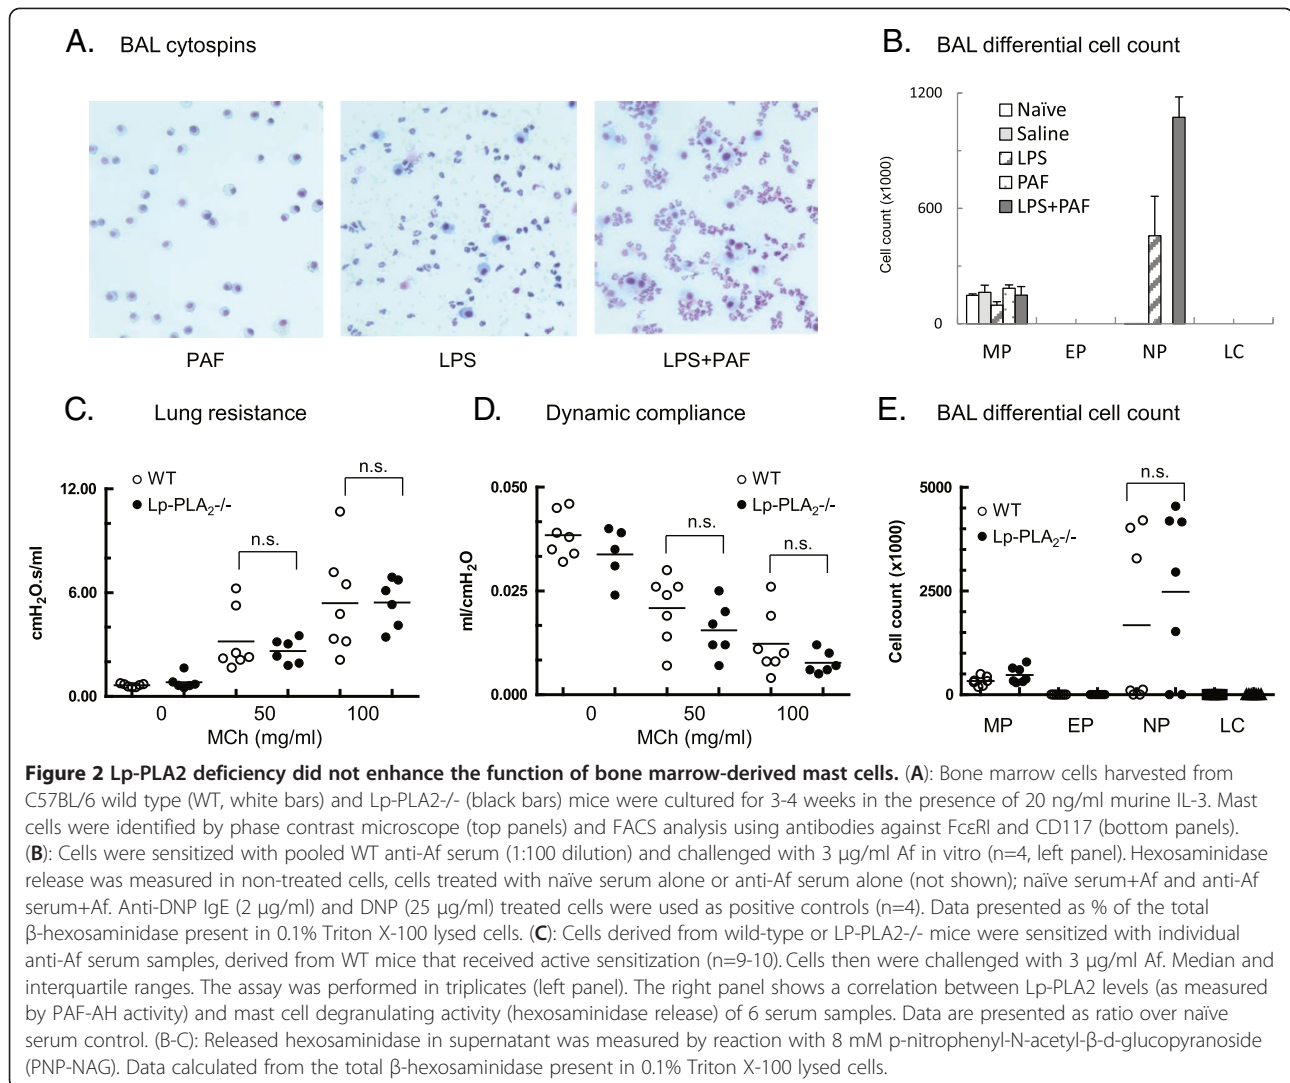 A. BAL cytospins
PAF
LPS
LPS+PAF
B. BAL differential cell count
Cell count (x1000)
1200
600
0
Naïve
Saline
LPS
PAF
LPS+PAF
MP
EP
NP
LC
C. Lung resistance
cmH2O.s/ml
12.00
6.00
0.00
WT
Lp-PLA2-/-
n.s.
n.s.
0
50
100
MCh (mg/ml)
D. Dynamic compliance
ml/cmH2O
0.050
0.025
0.000
WT
Lp-PLA2-/-
n.s.
n.s.
0
50
100
MCh (mg/ml)
E. BAL differential cell count
Cell count (x1000)
5000
2500
0
WT
Lp-PLA2-/-
n.s.
MP
EP
NP
LC
Figure 2 Lp-PLA2 deficiency did not enhance the function of bone marrow-derived mast cells. (A): Bone marrow cells harvested from
C57BL/6 wild type (WT, white bars) and Lp-PLA2-/- (black bars) mice were cultured for 3-4 weeks in the presence of 20 ng/ml murine IL-3. Mast
cells were identified by phase contrast microscope (top panels) and FACS analysis using antibodies against FcεRI and CD117 (bottom panels).
(B): Cells were sensitized with pooled WT anti-Af serum (1:100 dilution) and challenged with 3 μg/ml Af in vitro (n=4, left panel). Hexosaminidase
release was measured in non-treated cells, cells treated with naïve serum alone or anti-Af serum alone (not shown); naïve serum+Af and anti-Af
serum+Af. Anti-DNP IgE (2 μg/ml) and DNP (25 μg/ml) treated cells were used as positive controls (n=4). Data presented as % of the total
β-hexosaminidase present in 0.1% Triton X-100 lysed cells. (C): Cells derived from wild-type or LP-PLA2-/- mice were sensitized with individual
anti-Af serum samples, derived from WT mice that received active sensitization (n=9-10). Cells then were challenged with 3 μg/ml Af. Median and
interquartile ranges. The assay was performed in triplicates (left panel). The right panel shows a correlation between Lp-PLA2 levels (as measured
by PAF-AH activity) and mast cell degranulating activity (hexosaminidase release) of 6 serum samples. Data are presented as ratio over naïve
serum control. (B-C): Released hexosaminidase in supernatant was measured by reaction with 8 mM p-nitrophenyl-N-acetyl-β-d-glucopyranoside
(PNP-NAG). Data calculated from the total β-hexosaminidase present in 0.1% Triton X-100 lysed cells.